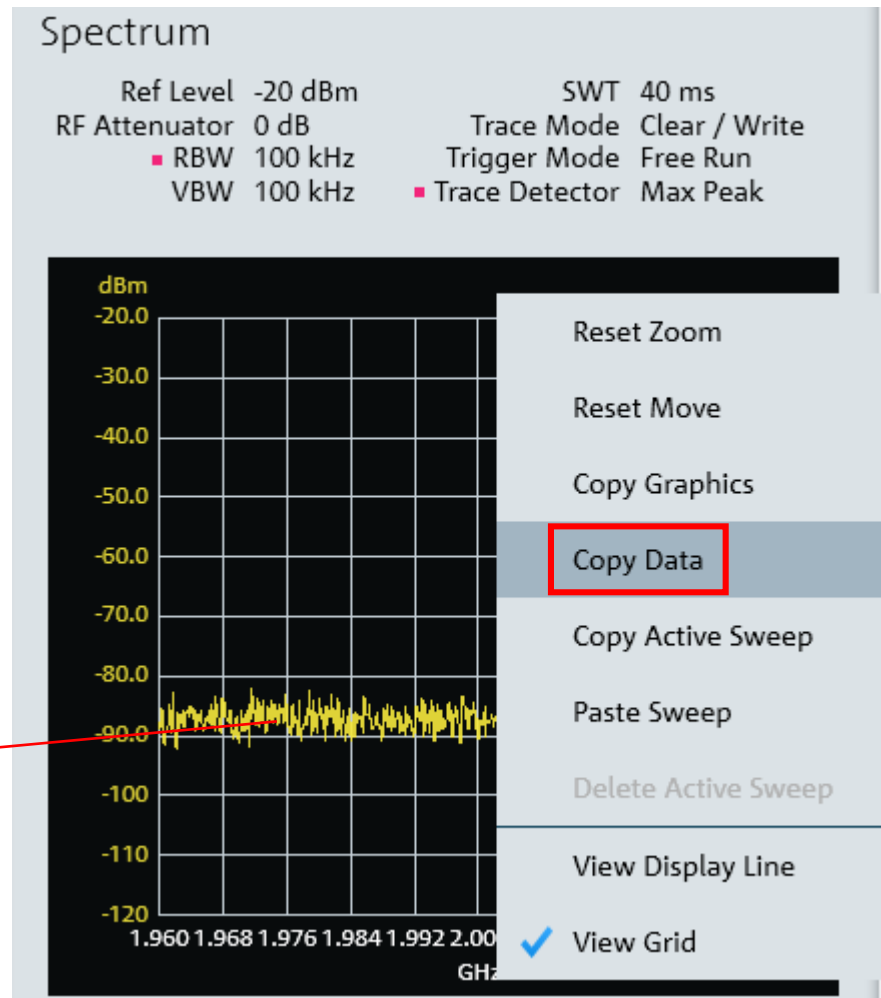 Spectrum
Ref Level -20 dBm SWT 40 ms
RF Attenuator 0 dB Trace Mode Clear / Write
RBW 100 kHz Trigger Mode Free Run
VBW 100 kHz Trace Detector Max Peak
dBm
-20.0
-30.0
-40.0
-50.0
-60.0
-70.0
-80.0
-90.0
-100
-110
-120
1.960 1.968 1.976 1.984 1.992 2.00
GHz
Reset Zoom
Reset Move
Copy Graphics
Copy Data
Copy Active Sweep
Paste Sweep
Delete Active Sweep
View Display Line
View Grid